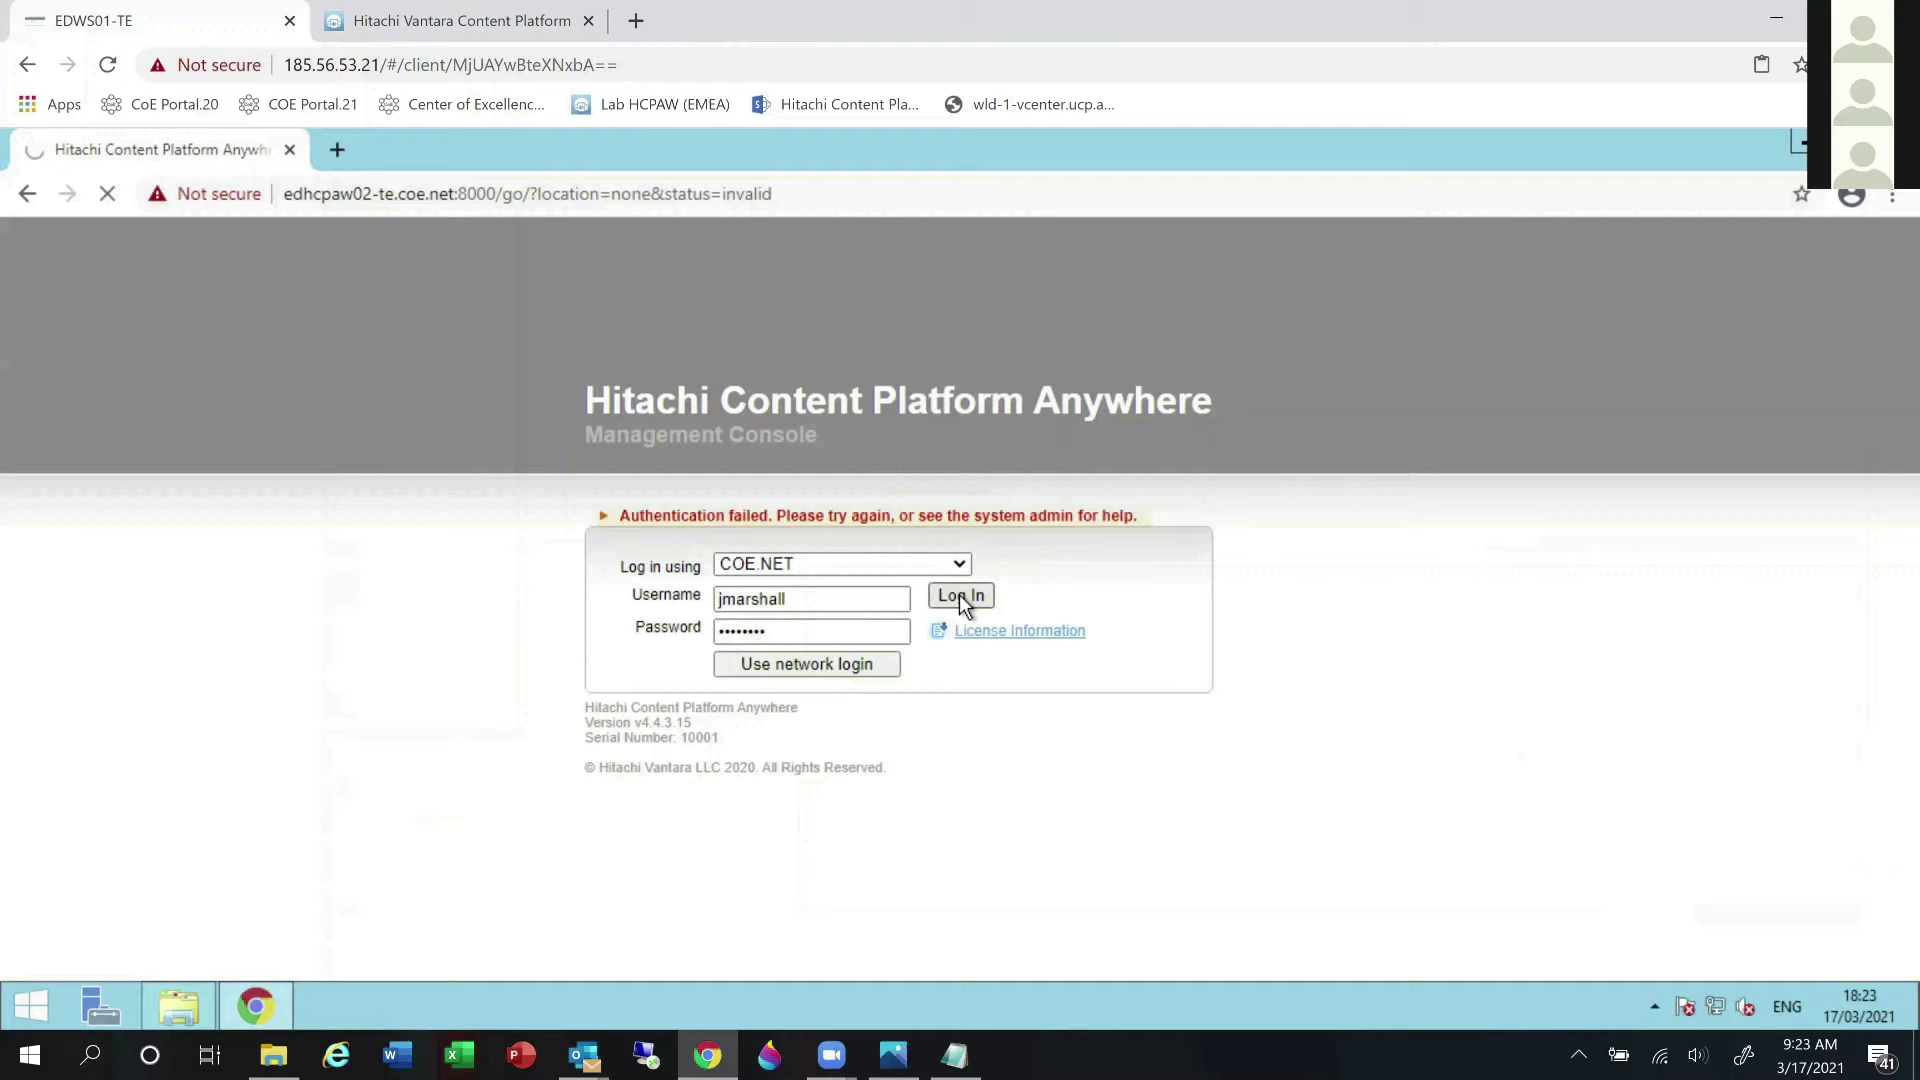 EDWS01-TE
Hitachi Vantara Content Platform
Not secure
185.56.53.21/#/client/MjUAYwBteXNxbA==
Apps
CoE Portal.20
COE Portal.21
Center of Excellenc...
Lab HCPAW (EMEA)
Hitachi Content Pla...
wld-1-vcenter.ucp.a...
Hitachi Content Platform Anywh
Not secure
edhcpaw02-te.coe.net:8000/go/?location=none&status=invalid
Hitachi Content Platform Anywhere
Management Console
Authentication failed. Please try again, or see the system admin for help.
Log in using
COE.NET
Username
jmarshall
Log In
Password
••••••••
License Information
Use network login
Hitachi Content Platform Anywhere
Version v4.4.3.15
Serial Number: 10001
© Hitachi Vantara LLC 2020. All Rights Reserved.
ENG
18:23
17/03/2021
9:23 AM
3/17/2021
41